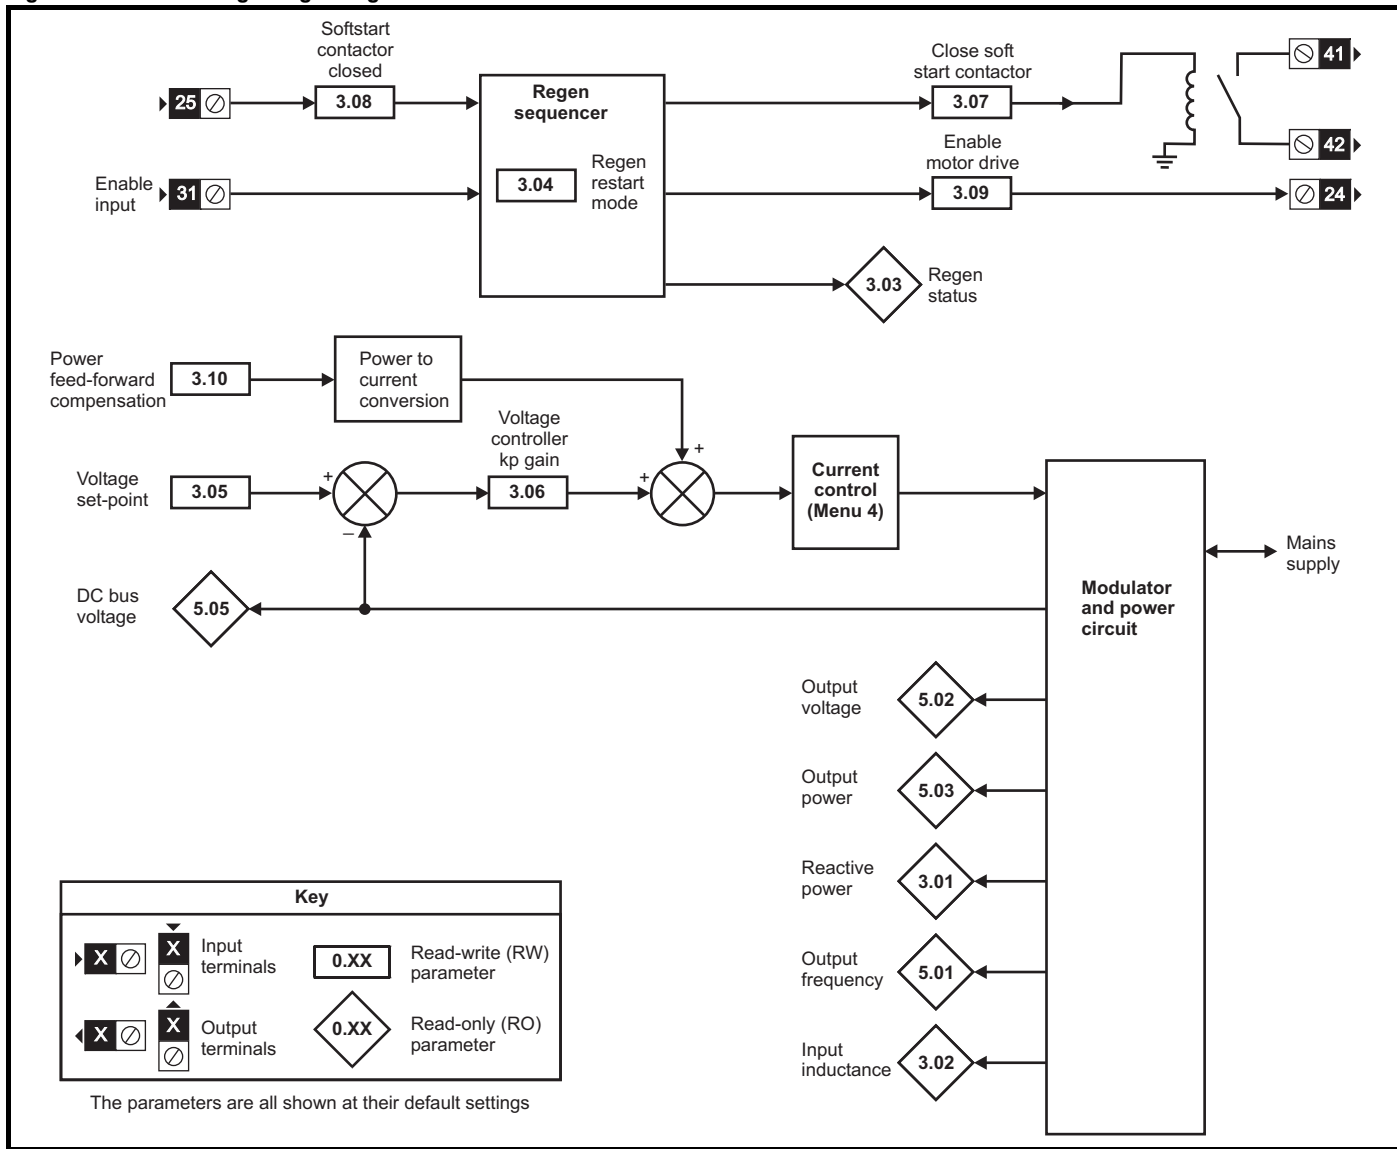 Softstart
contactor
closed
Close soft
start contactor
41
25
3.08
Regen
sequencer
3.07
42
Enable
input
31
3.04
Regen
restart
mode
Enable
motor drive
3.09
24
3.03
Regen
status
Power
feed-forward
compensation
3.10
Power to
current
conversion
Voltage
controller
kp gain
+
Voltage
set-point
3.05
+
–
3.06
+
Current
control
(Menu 4)
Mains
supply
DC bus
voltage
5.05
Modulator
and power
circuit
Output
voltage
5.02
Output
power
5.03
Reactive
power
3.01
Output
frequency
5.01
Input
inductance
3.02
Key
X
X
Input
terminals
0.XX
Read-write (RW)
parameter
X
X
Output
terminals
0.XX
Read-only (RO)
parameter
The parameters are all shown at their default settings